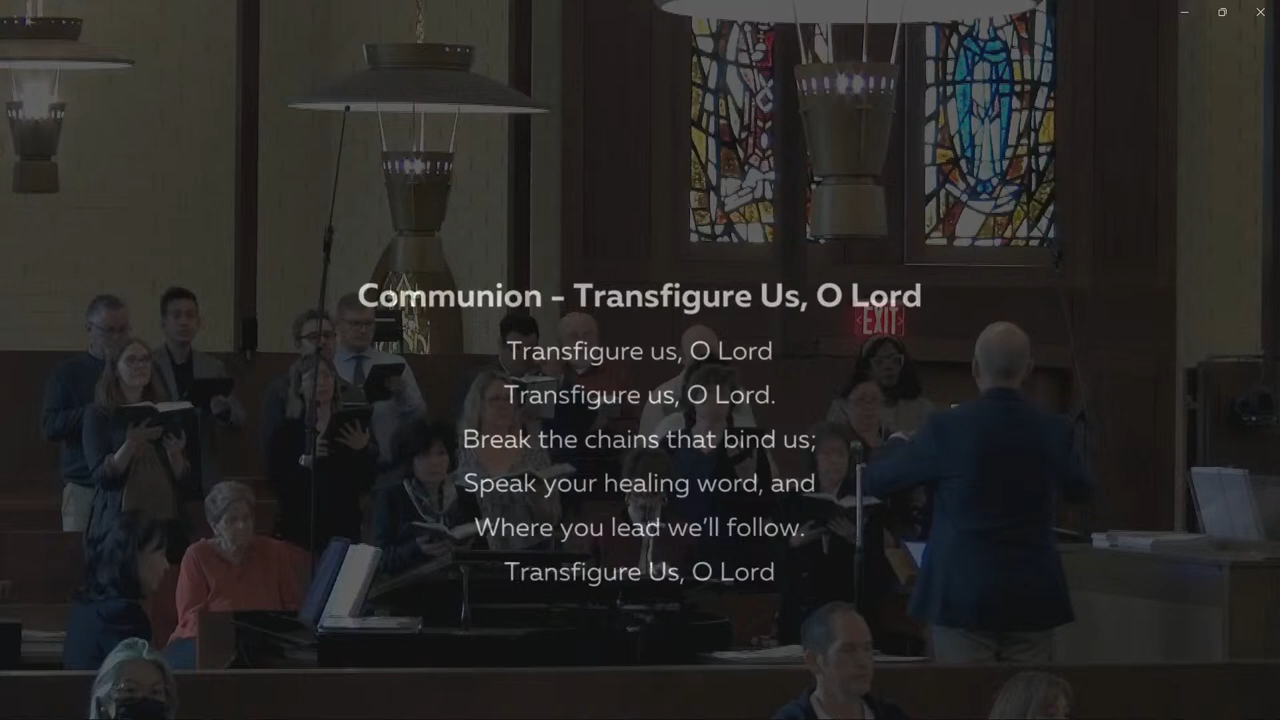 Communion – Transfigure Us, O Lord
EXIT
Transfigure us, O Lord
Transfigure us, O Lord.
Break the chains that bind us;
Speak your healing word, and
Where you lead we’ll follow.
Transfigure Us, O Lord